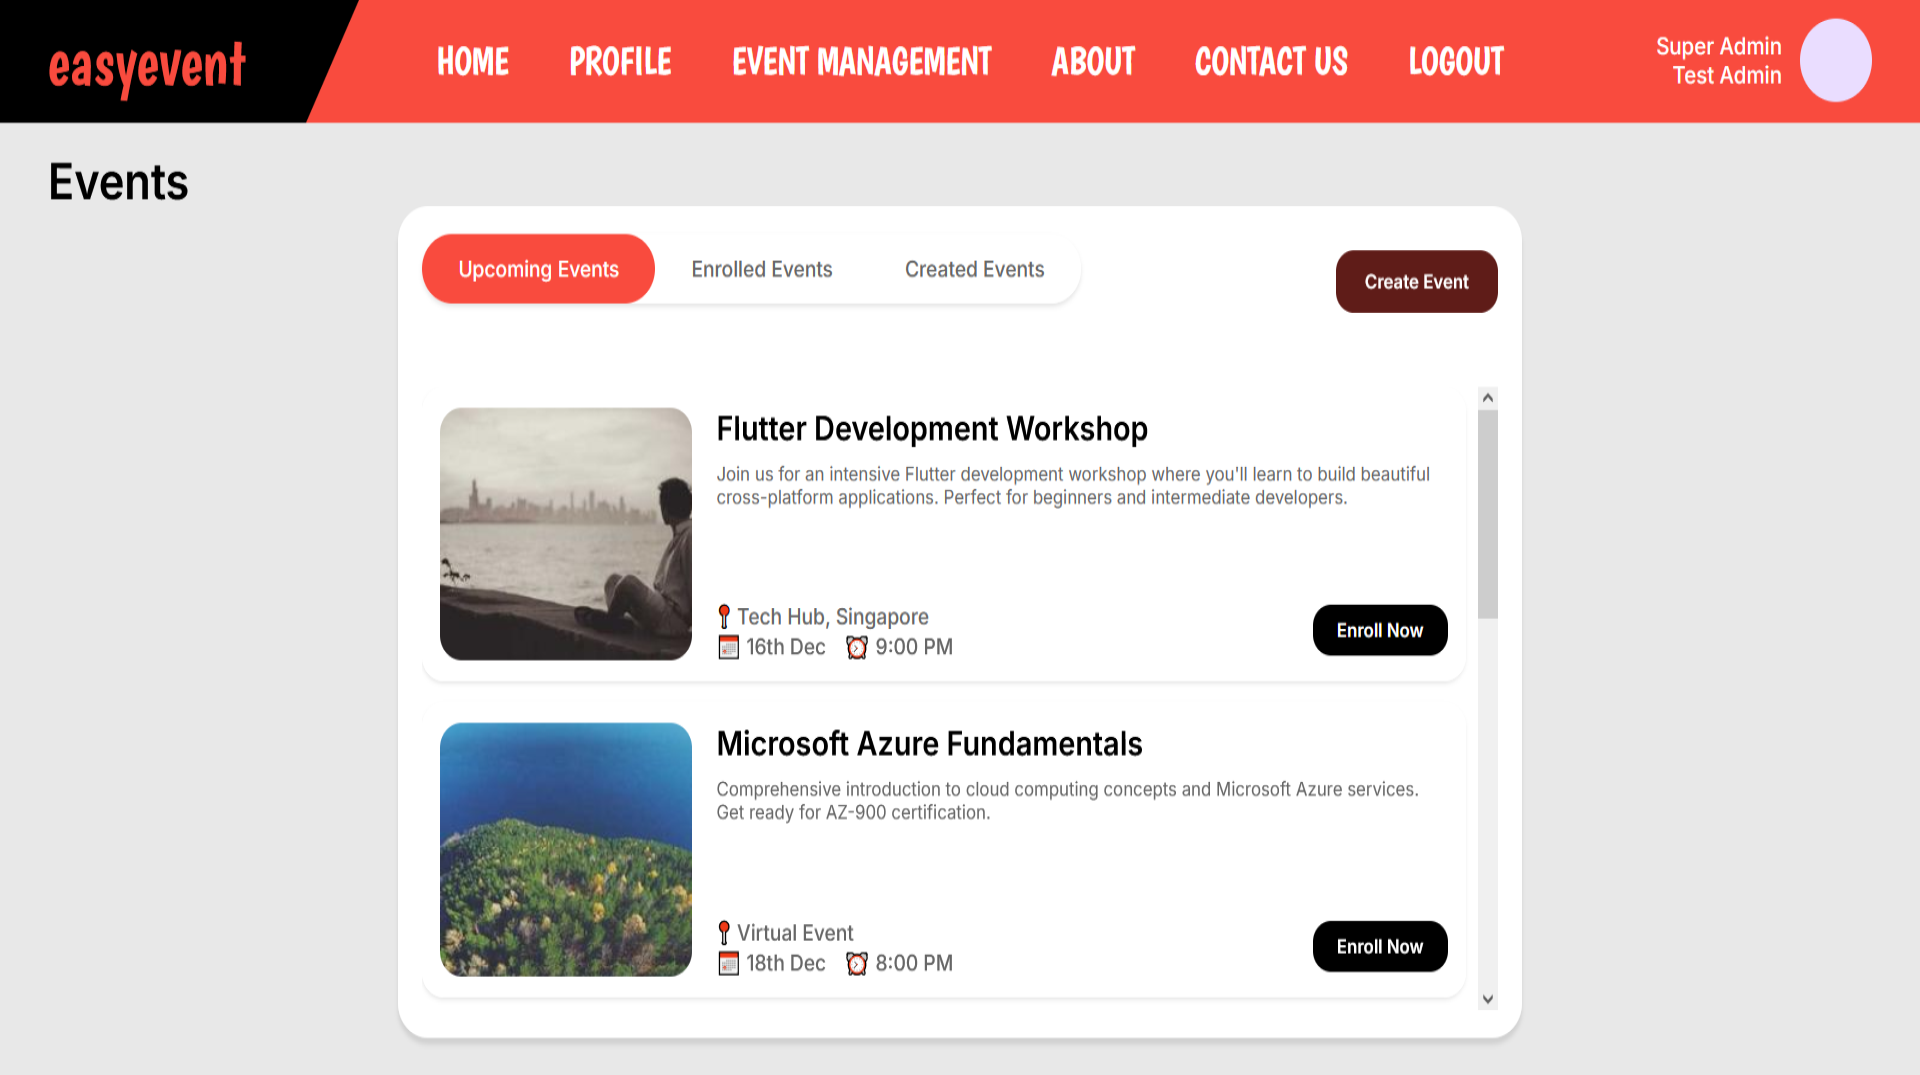 easyevent
HOME PROFILE EVENT MANAGEMENT ABOUT CONTACT US LOGOUT
Super Admin
Test Admin
Events
Upcoming Events Enrolled Events Created Events
Create Event
Flutter Development Workshop
Join us for an intensive Flutter development workshop where you'll learn to build beautiful
cross-platform applications. Perfect for beginners and intermediate developers.
Tech Hub, Singapore
16th Dec 9:00 PM
Enroll Now
Microsoft Azure Fundamentals
Comprehensive introduction to cloud computing concepts and Microsoft Azure services.
Get ready for AZ-900 certification.
Virtual Event
18th Dec 8:00 PM
Enroll Now